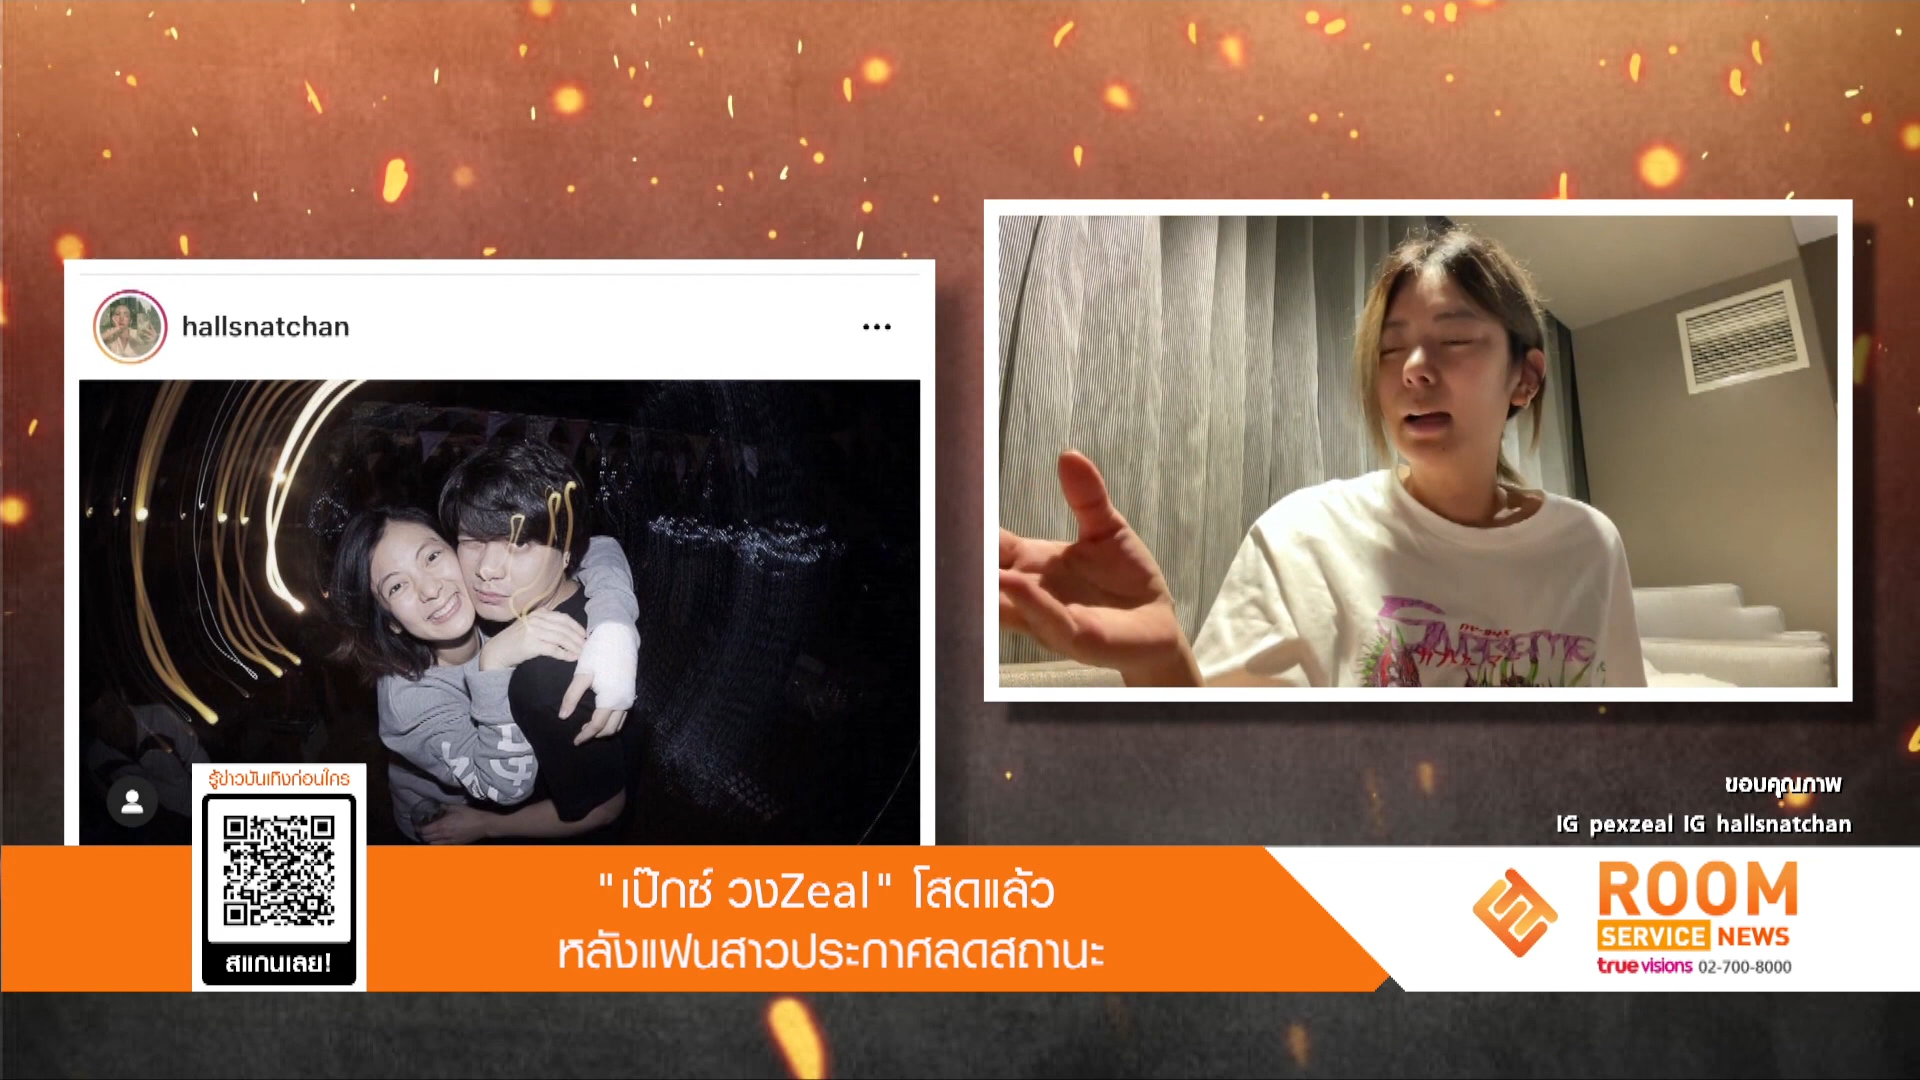 hallsnatchan
ขอบคุณภาพ
IG pexzeal IG hallsnatchan
รู้ข่าวบันเทิงก่อนใคร
สแกนเลย!
"เป๊กซ์ วงZeal" โสดแล้ว
หลังแฟนสาวประกาศลดสถานะ
ROOM
SERVICE NEWS
truevisions 02-700-8000